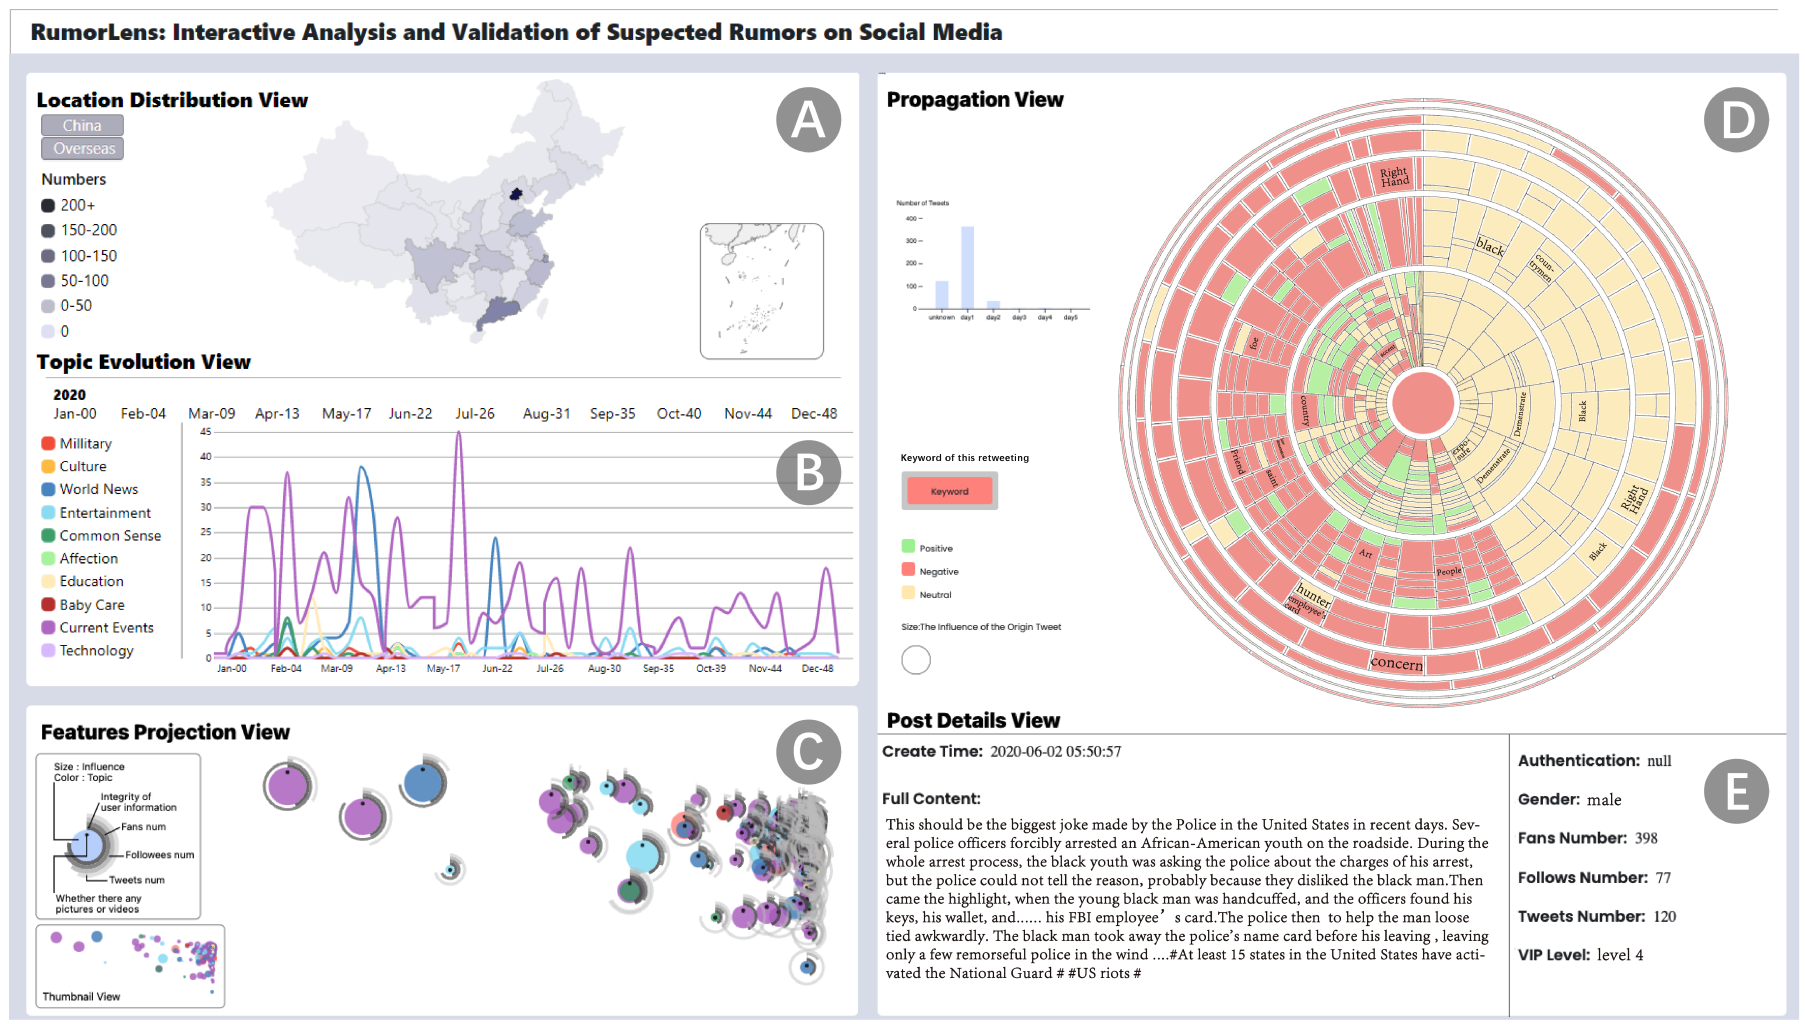 RumorLens: Interactive Analysis and Validation of Suspected Rumors on Social Media
Location Distribution View
China
Overseas
Numbers
200+
150-200
100-150
50-100
0-50
0
A
Topic Evolution View
2020
Jan-00 Feb-04 Mar-09 Apr-13 May-17 Jun-22 Jul-26 Aug-31 Sep-35 Oct-40 Nov-44 Dec-48
Millitary
Culture
World News
Entertainment
Common Sense
Affection
Education
Baby Care
Current Events
Technology
45
40
35
30
25
20
15
10
5
0
Jan-00 Feb-04 Mar-09 Apr-13 May-17 Jun-22 Jul-26 Aug-30 Sep-35 Oct-39 Nov-44 Dec-48
B
Features Projection View
Size : Influence
Color : Topic
Integrity of
user information
Fans num
Followees num
Tweets num
Whether there any
pictures or videos
Thumbnail View
C
Propagation View
Number of Tweets
400
300
200
100
0
unknown day1 day2 day3 day4 day5
Keyword of this retweeting
Keyword
Positive
Negative
Neutral
Size:The Influence of the Origin Tweet
Right
Hand
black
coun-
trymen
foe
country
Demonstrate
Black
expo-
sure
Demenstrate
Friend
saint
Right
Hand
Black
Art
People
hunter
employee's
card
concern
D
Post Details View
Create Time: 2020-06-02 05:50:57
Full Content:
This should be the biggest joke made by the Police in the United States in recent days. Sev-
eral police officers forcibly arrested an African-American youth on the roadside. During the
whole arrest process, the black youth was asking the police about the charges of his arrest,
but the police could not tell the reason, probably because they disliked the black man.Then
came the highlight, when the young black man was handcuffed, and the officers found his
keys, his wallet, and...... his FBI employee’ s card.The police then to help the man loose
tied awkwardly. The black man took away the police's name card before his leaving , leaving
only a few remorseful police in the wind ....#At least 15 states in the United States have acti-
vated the National Guard # #US riots #
Authentication: null
Gender: male
Fans Number: 398
Follows Number: 77
Tweets Number: 120
VIP Level: level 4
E